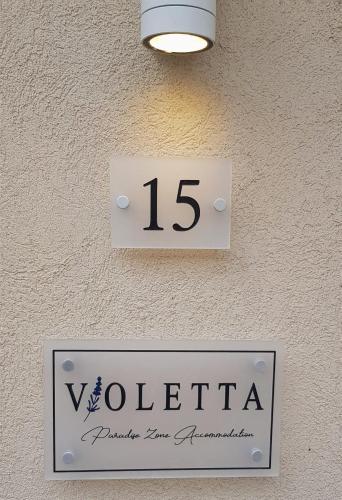 15
VIOLETTA
Paradise Zone Accommodation